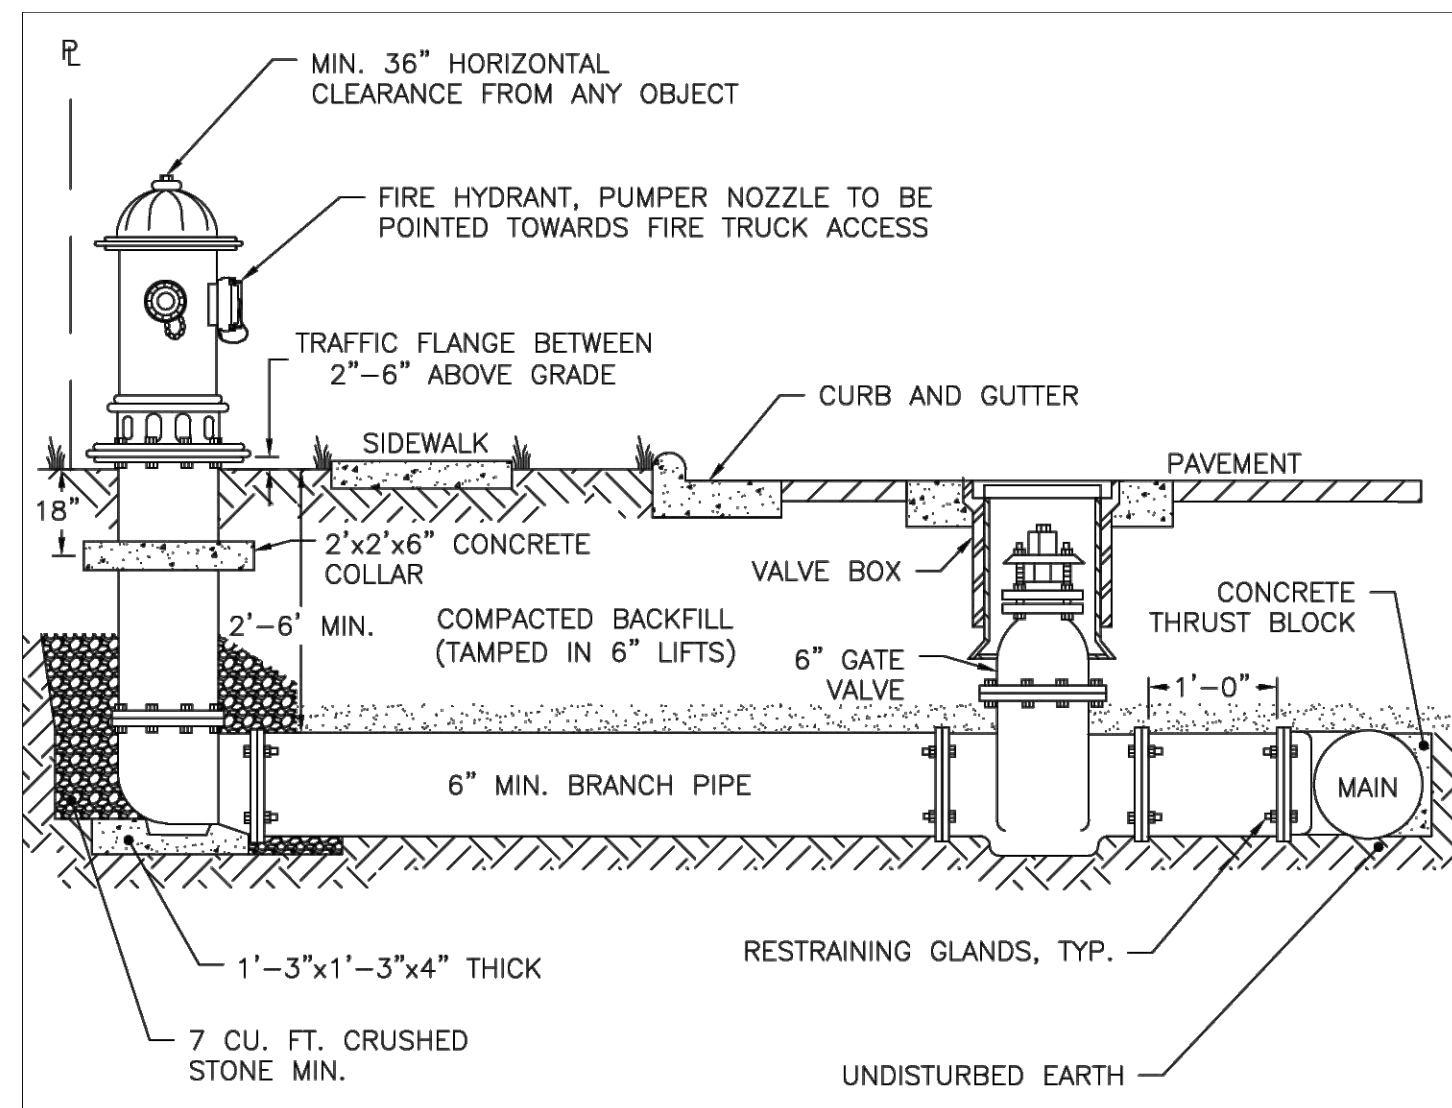 ℄
MIN. 36” HORIZONTAL
CLEARANCE FROM ANY OBJECT
FIRE HYDRANT, PUMPER NOZZLE TO BE
POINTED TOWARDS FIRE TRUCK ACCESS
TRAFFIC FLANGE BETWEEN
2”–6” ABOVE GRADE
CURB AND GUTTER
SIDEWALK
PAVEMENT
18”
2’x2’x6” CONCRETE
COLLAR
VALVE BOX
CONCRETE
THRUST BLOCK
2’–6’ MIN.
COMPACTED BACKFILL
(TAMPED IN 6” LIFTS)
6” GATE
VALVE
1’–0”
6” MIN. BRANCH PIPE
MAIN
RESTRAINING GLANDS, TYP.
1’–3”x1’–3”x4” THICK
7 CU. FT. CRUSHED
STONE MIN.
UNDISTURBED EARTH